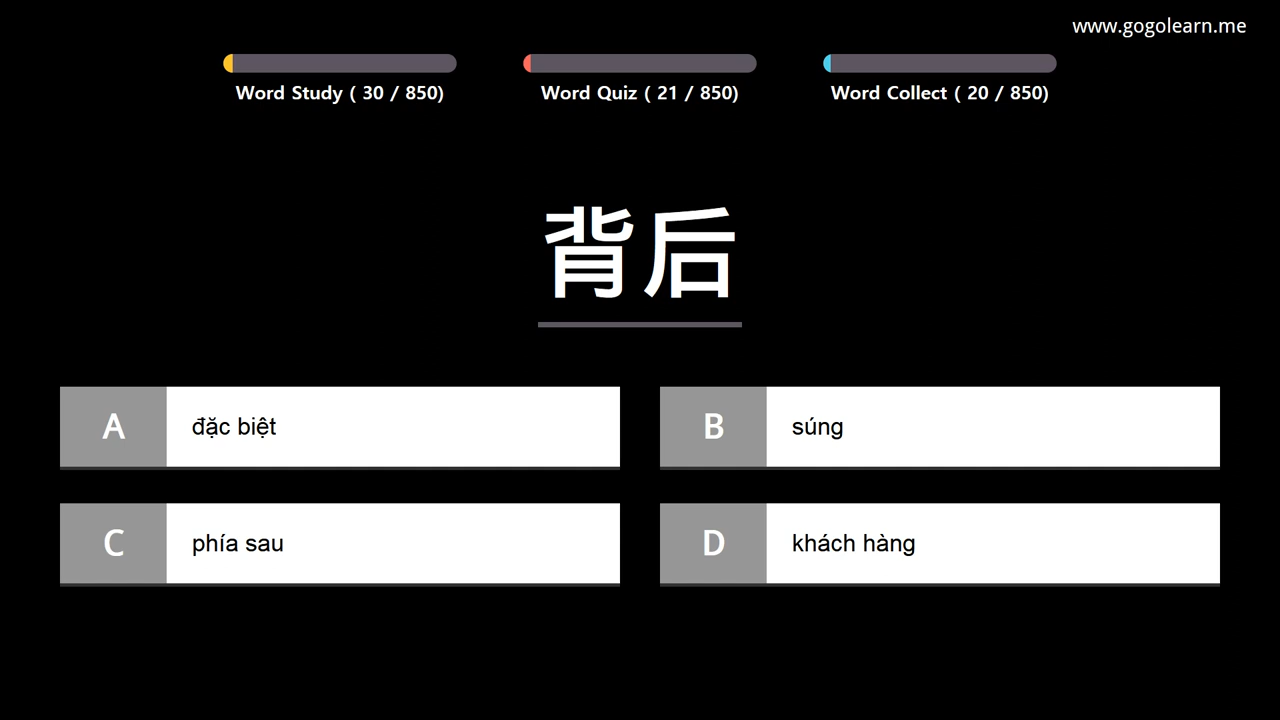 www.gogolearn.me
Word Study ( 30 / 850)
Word Quiz ( 21 / 850)
Word Collect ( 20 / 850)
背后
A đặc biệt
B súng
C phía sau
D khách hàng